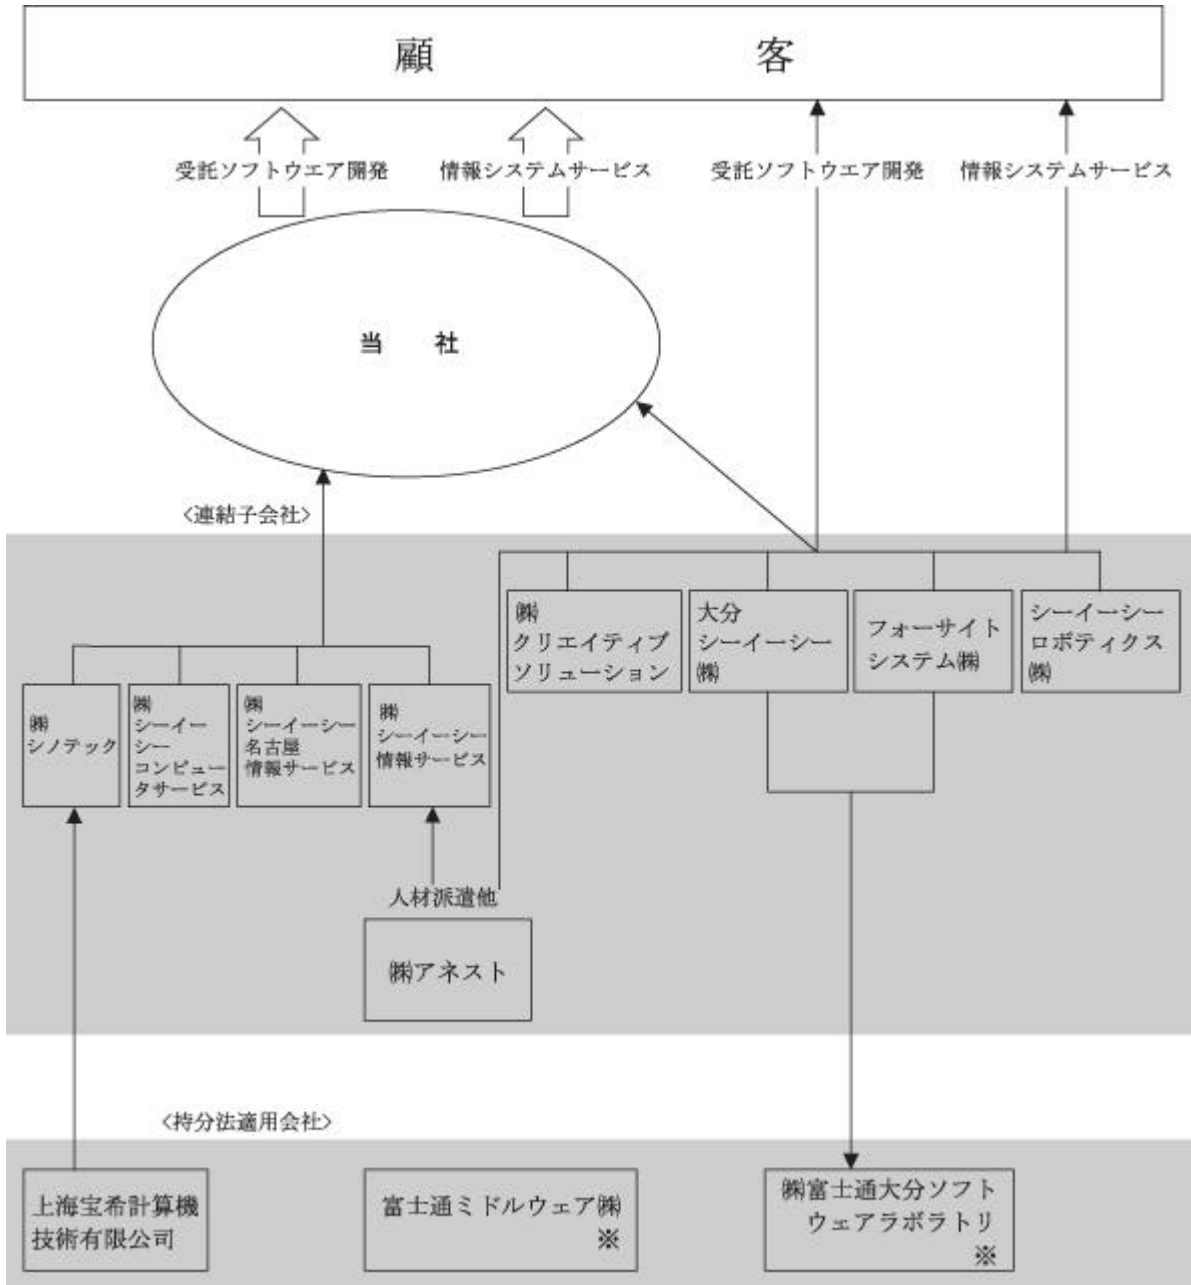 顧　客
受託ソフトウエア開発
情報システムサービス
受託ソフトウエア開発
情報システムサービス
当　社
<連結子会社>
㈱
クリエイティブ
ソリューション
大分
シーイーシー
㈱
フォーサイト
システム㈱
シーイーシー
ロボティクス
㈱
㈱
シノテック
㈱
シーイー
シー
コンピュー
タサービス
㈱
シーイーシー
名古屋
情報サービス
㈱
シーイーシー
情報サービス
人材派遣他
㈱アネスト
<持分法適用会社>
上海宝希計算機
技術有限公司
富士通ミドルウェア㈱
※
㈱富士通大分ソフト
ウェアラボラトリ
※